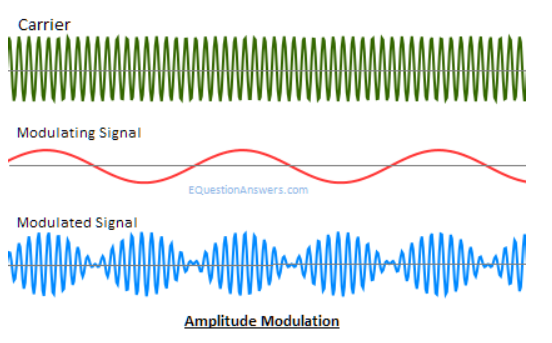 Carrier
Modulating Signal
EQuestionAnswers.com
Modulated Signal
Amplitude Modulation